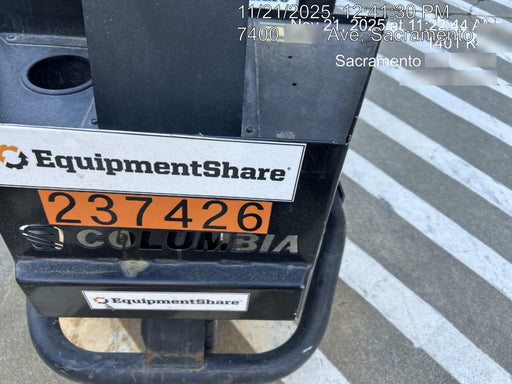 11/21/2025, 12:41:30 PM
Nov 21, 2025 at 11:22:44 A
7400 Ave, Sacramento
1401 K
Sacramento
EquipmentShare
237426
COLUMBIA
EquipmentShare